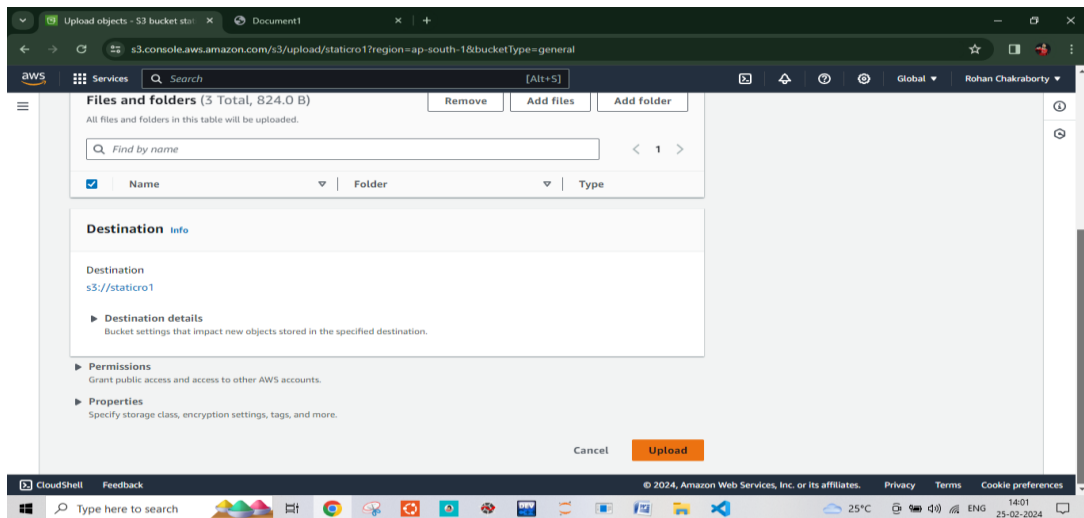 Upload objects - S3 bucket stat
Document1
s3.console.aws.amazon.com/s3/upload/staticro1?region=ap-south-1&bucketType=general
aws Services Search [Alt+S] Global Rohan Chakraborty
Files and folders (3 Total, 824.0 B) Remove Add files Add folder
All files and folders in this table will be uploaded.
Find by name 1
Name Folder Type
Destination Info
Destination
s3://staticro1
Destination details
Bucket settings that impact new objects stored in the specified destination.
Permissions
Grant public access and access to other AWS accounts.
Properties
Specify storage class, encryption settings, tags, and more.
Cancel Upload
CloudShell Feedback © 2024, Amazon Web Services, Inc. or its affiliates. Privacy Terms Cookie preferences
Type here to search DEV 25°C ENG 14:01
25-02-2024